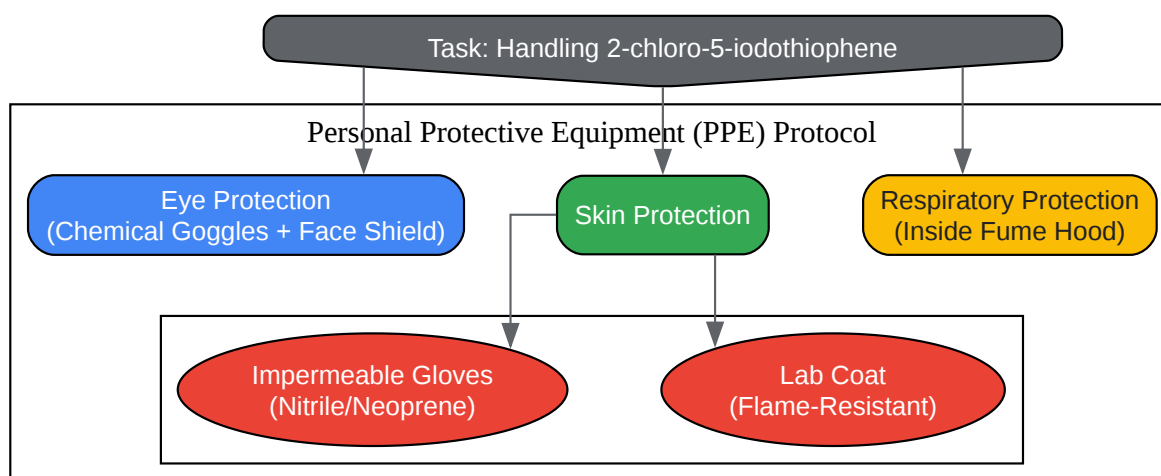 Task: Handling 2-chloro-5-iodothiophene
Personal Protective Equipment (PPE) Protocol
Eye Protection
(Chemical Goggles + Face Shield)
Skin Protection
Respiratory Protection
(Inside Fume Hood)
Impermeable Gloves
(Nitrile/Neoprene)
Lab Coat
(Flame-Resistant)